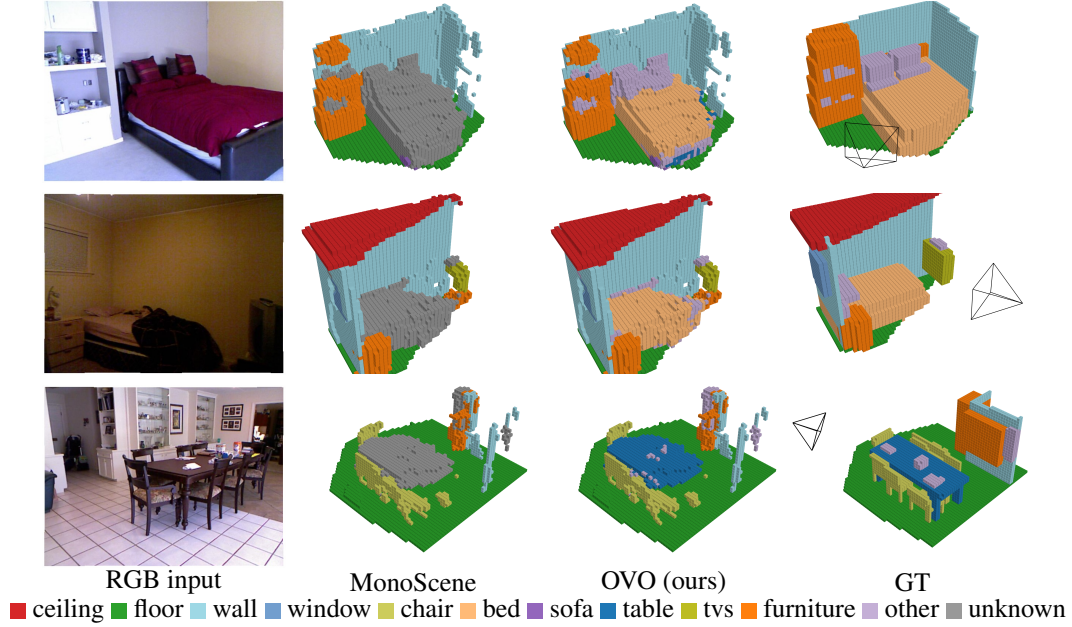 RGB input MonoScene OVO (ours) GT
ceiling floor wall window chair bed sofa table tvs furniture other unknown